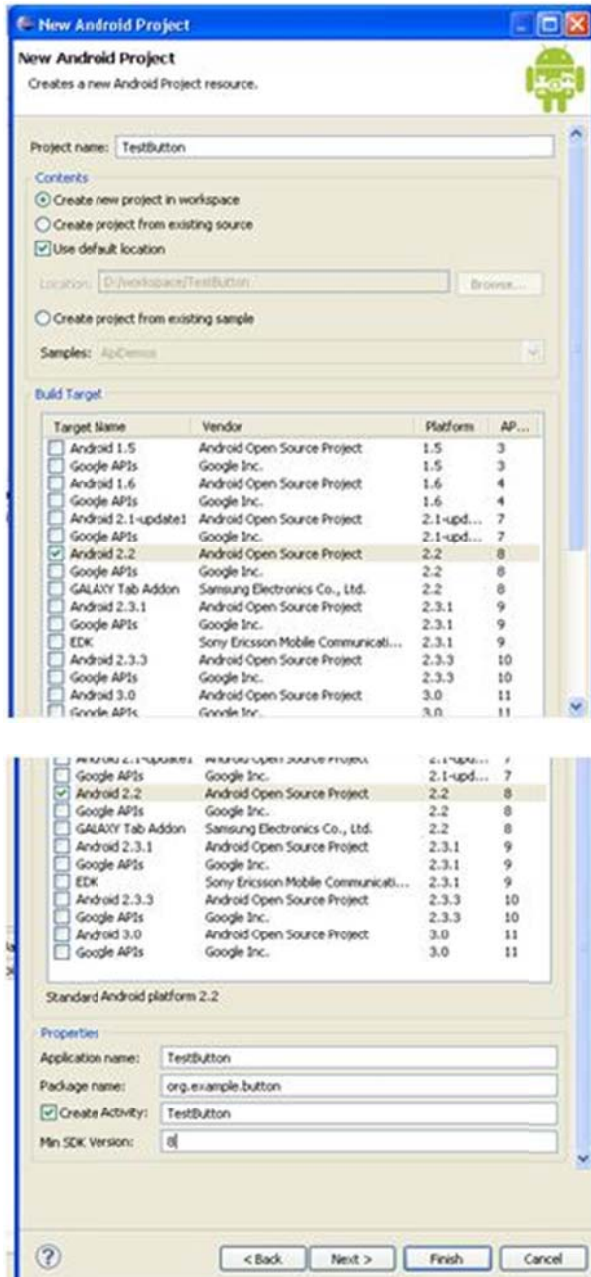 New Android Project
New Android Project
Creates a new Android Project resource.
Project name: TestButton
Contents
Create new project in workspace
Create project from existing source
Use default location
Location: D:/workspace/TestButton Browse...
Create project from existing sample
Samples: ApiDemos
Build Target
Target Name Vendor Platform AP...
Android 1.5 Android Open Source Project 1.5 3
Google APIs Google Inc. 1.5 3
Android 1.6 Android Open Source Project 1.6 4
Google APIs Google Inc. 1.6 4
Android 2.1-update1 Android Open Source Project 2.1-upd... 7
Google APIs Google Inc. 2.1-upd... 7
Android 2.2 Android Open Source Project 2.2 8
Google APIs Google Inc. 2.2 8
GALAXY Tab Addon Samsung Electronics Co., Ltd. 2.2 8
Android 2.3.1 Android Open Source Project 2.3.1 9
Google APIs Google Inc. 2.3.1 9
EDK Sony Ericsson Mobile Communicati... 2.3.1 9
Android 2.3.3 Android Open Source Project 2.3.3 10
Google APIs Google Inc. 2.3.3 10
Android 3.0 Android Open Source Project 3.0 11
Google APIs Google Inc. 3.0 11
Android 2.1-update1 Android Open Source Project 2.1-upd... 7
Google APIs Google Inc. 2.1-upd... 7
Android 2.2 Android Open Source Project 2.2 8
Google APIs Google Inc. 2.2 8
GALAXY Tab Addon Samsung Electronics Co., Ltd. 2.2 8
Android 2.3.1 Android Open Source Project 2.3.1 9
Google APIs Google Inc. 2.3.1 9
EDK Sony Ericsson Mobile Communicati... 2.3.1 9
Android 2.3.3 Android Open Source Project 2.3.3 10
Google APIs Google Inc. 2.3.3 10
Android 3.0 Android Open Source Project 3.0 11
Google APIs Google Inc. 3.0 11
Standard Android platform 2.2
Properties
Application name: TestButton
Package name: org.example.button
Create Activity: TestButton
Min SDK Version: 8
? < Back Next > Finish Cancel